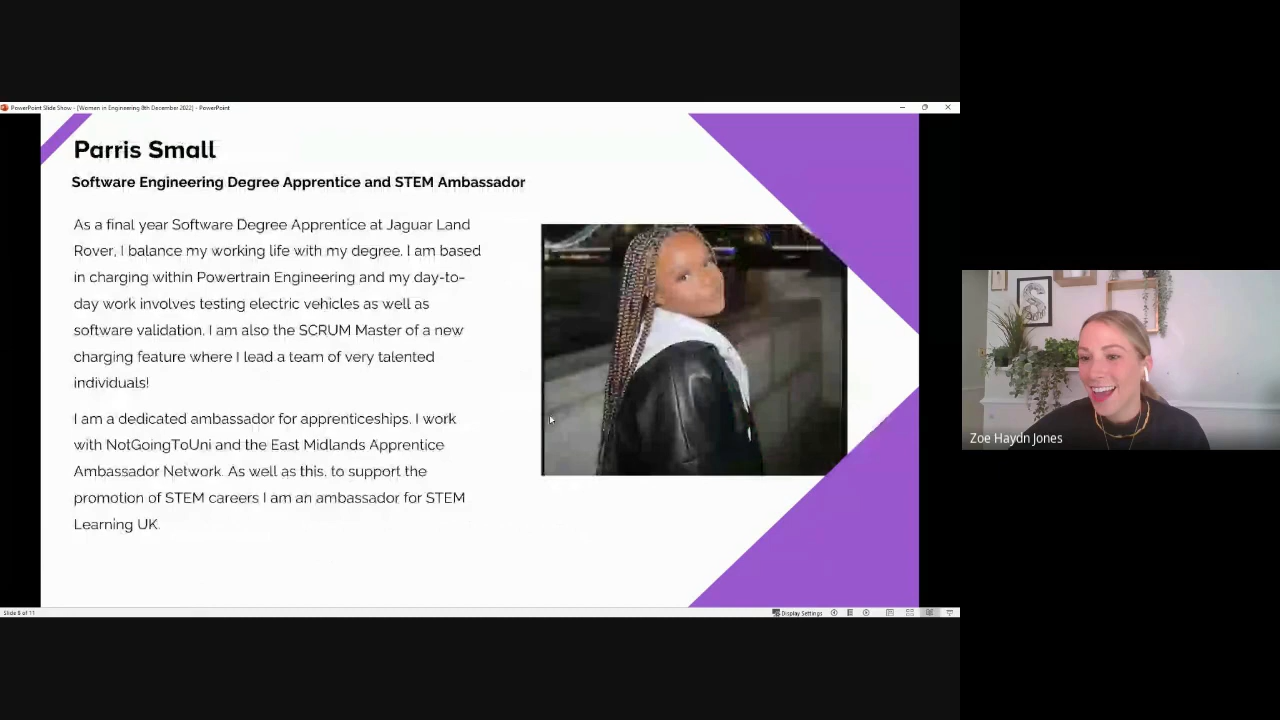 PowerPoint Slide Show - [Women in Engineering 8th December 2022] - PowerPoint
Parris Small
Software Engineering Degree Apprentice and STEM Ambassador
As a final year Software Degree Apprentice at Jaguar Land
Rover, I balance my working life with my degree. I am based
in charging within Powertrain Engineering and my day-to-
day work involves testing electric vehicles as well as
software validation. I am also the SCRUM Master of a new
charging feature where I lead a team of very talented
individuals!
I am a dedicated ambassador for apprenticeships. I work
with NotGoingToUni and the East Midlands Apprentice
Ambassador Network. As well as this, to support the
promotion of STEM careers I am an ambassador for STEM
Learning UK.
S
Zoe Haydn Jones
Display Settings